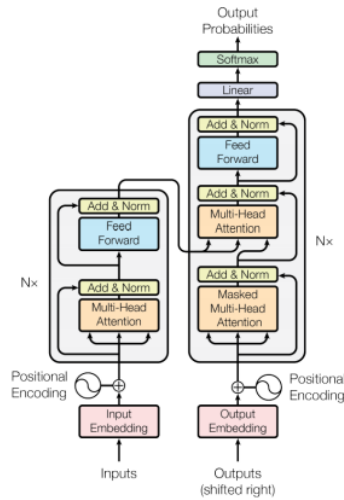 Output
Probabilities
Softmax
Linear
Add & Norm
Feed
Forward
Add & Norm
Multi-Head
Attention
Add & Norm
Masked
Multi-Head
Attention
N×
Add & Norm
Feed
Forward
Add & Norm
Multi-Head
Attention
N×
Positional
Encoding
Positional
Encoding
Input
Embedding
Output
Embedding
Inputs
Outputs
(shifted right)